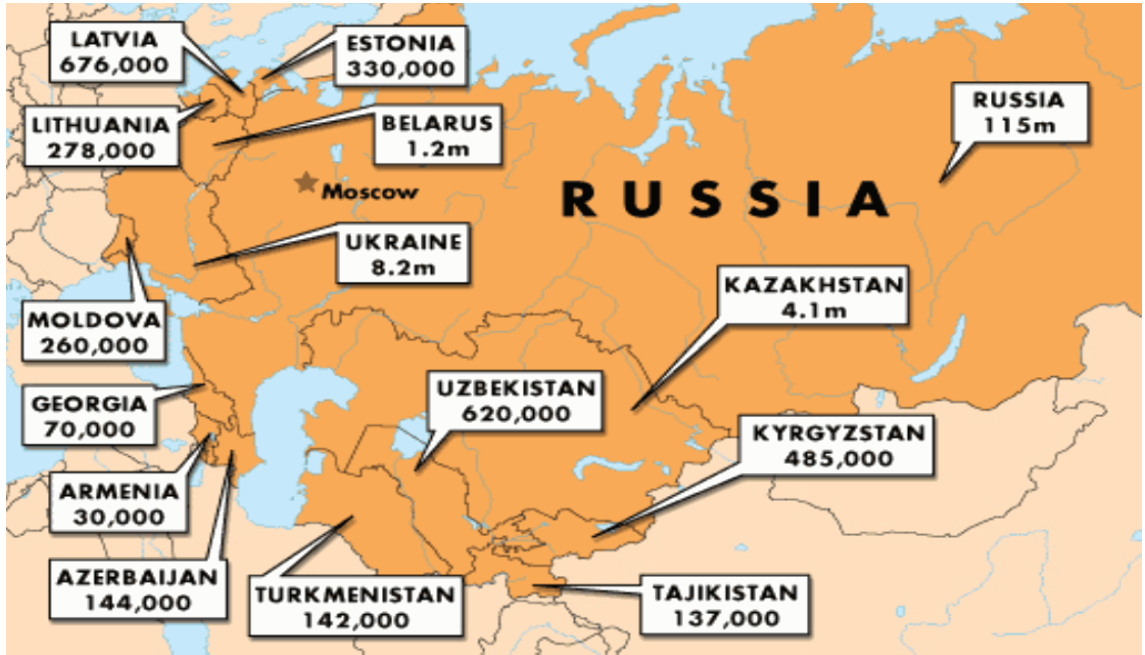 LATVIA
676,000
ESTONIA
330,000
LITHUANIA
278,000
BELARUS
1.2m
RUSSIA
115m
Moscow
RUSSIA
UKRAINE
8.2m
KAZAKHSTAN
4.1m
MOLDOVA
260,000
UZBEKISTAN
620,000
GEORGIA
70,000
KYRGYZSTAN
485,000
ARMENIA
30,000
AZERBAIJAN
144,000
TURKMENISTAN
142,000
TAJIKISTAN
137,000